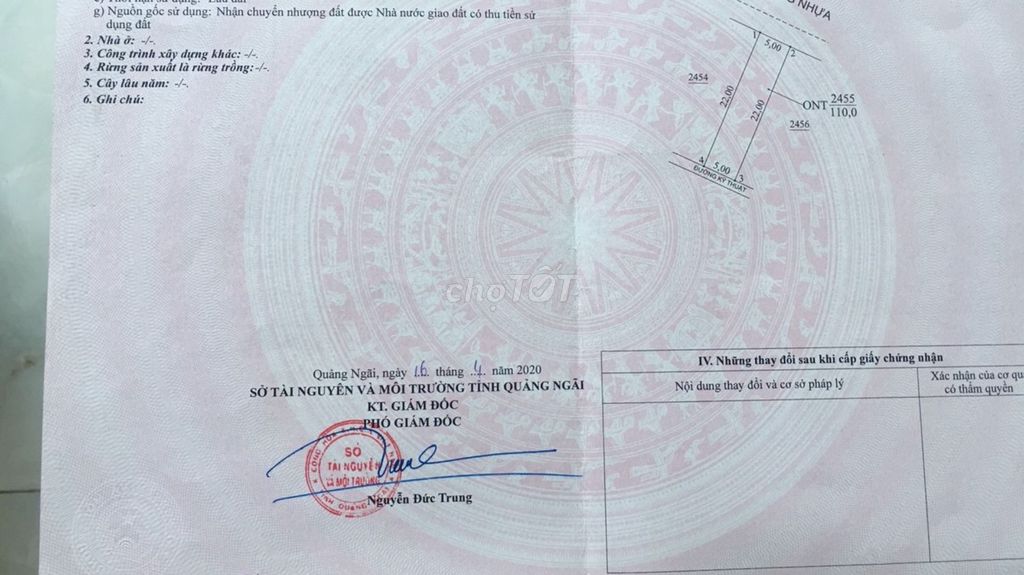 g) Nguồn gốc sử dụng: Nhận chuyển nhượng đất được Nhà nước giao đất có thu tiền sử
dụng đất
2. Nhà ở: -/-.
3. Công trình xây dựng khác: -/-.
4. Rừng sản xuất là rừng trồng: -/-.
5. Cây lâu năm: -/-.
6. Ghi chú:
NHỰA
1
5,00
2
2454
22,00
22,00
ONT 2455
110,0
2456
4
5,00
3
ĐƯỜNG KỸ THUẬT
chợTỐT
Quảng Ngãi, ngày 16 tháng 4 năm 2020
SỞ TÀI NGUYÊN VÀ MÔI TRƯỜNG TỈNH QUẢNG NGÃI
KT. GIÁM ĐỐC
PHÓ GIÁM ĐỐC
SỞ
TÀI NGUYÊN
VÀ MÔI TRƯỜNG
Nguyễn Đức Trung
IV. Những thay đổi sau khi cấp giấy chứng nhận
Nội dung thay đổi và cơ sở pháp lý
Xác nhận của cơ qu
có thẩm quyền